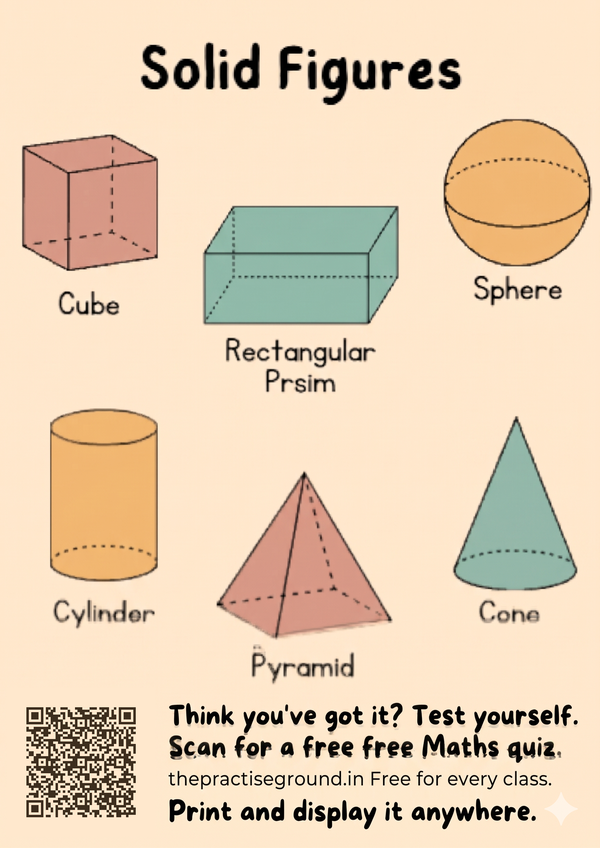 Solid Figures
Cube
Sphere
Rectangular
Prsim
Cylinder
Cone
Pyramid
Think you've got it? Test yourself.
Scan for a free free Maths quiz.
thepractiseground.in Free for every class.
Print and display it anywhere.